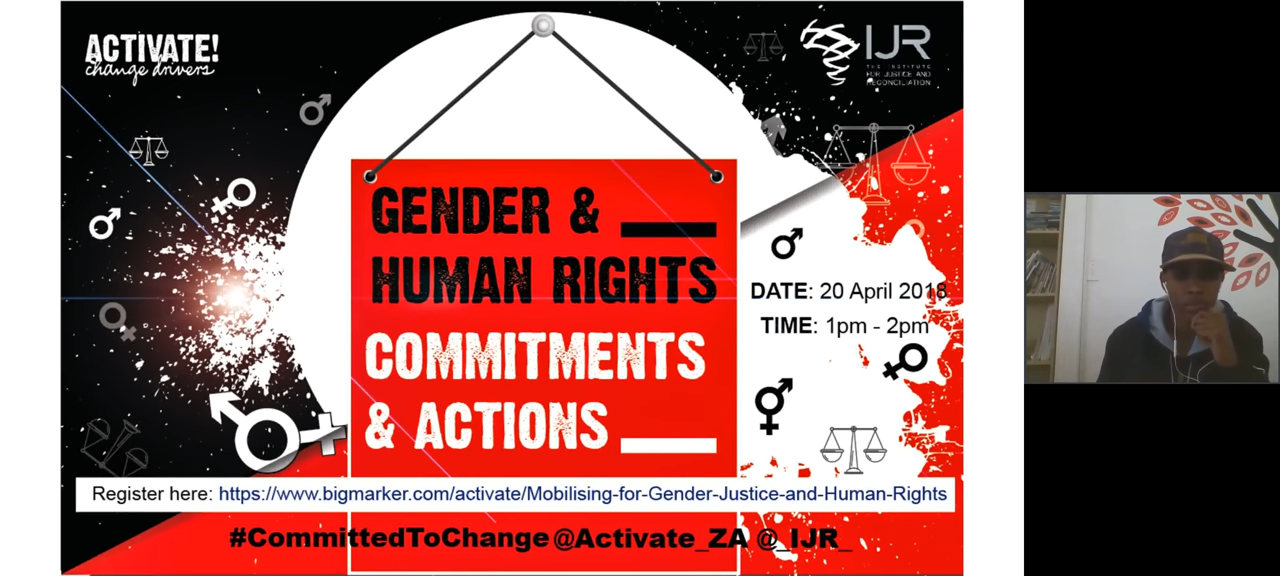 ACTIVATE!
change drivers
IJR
THE INSTITUTE
FOR JUSTICE AND
RECONCILIATION
GENDER &
HUMAN RIGHTS
COMMITMENTS
& ACTIONS
DATE: 20 April 2018
TIME: 1pm - 2pm
Register here: https://www.bigmarker.com/activate/Mobilising-for-Gender-Justice-and-Human-Rights
#CommittedToChange @Activate_ZA @_IJR_